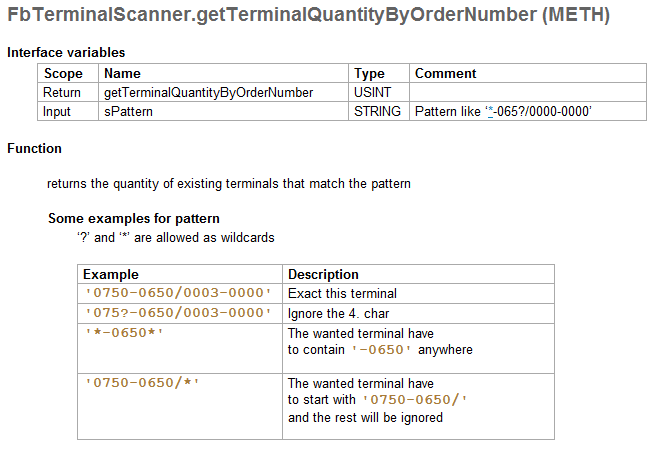 FbTerminalScanner.getTerminalQuantityByOrderNumber (METH)
Interface variables
Scope Name Type Comment
Return getTerminalQuantityByOrderNumber USINT
Input sPattern STRING Pattern like ‘*-065?/0000-0000’
Function
returns the quantity of existing terminals that match the pattern
Some examples for pattern
‘?’ and ‘*’ are allowed as wildcards
Example Description
'0750-0650/0003-0000' Exact this terminal
'075?-0650/0003-0000' Ignore the 4. char
'*-0650*' The wanted terminal have
to contain '-0650' anywhere
'0750-0650/*' The wanted terminal have
to start with '0750-0650/'
and the rest will be ignored